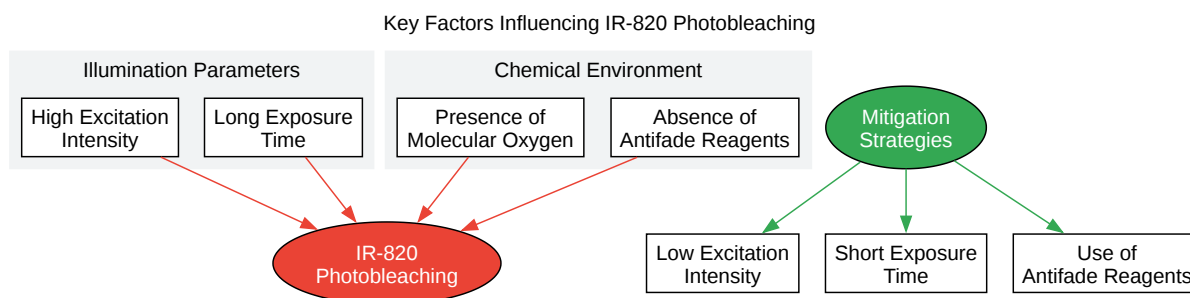 Key Factors Influencing IR-820 Photobleaching
Illumination Parameters
High Excitation
Intensity
Long Exposure
Time
Chemical Environment
Presence of
Molecular Oxygen
Absence of
Antifade Reagents
Mitigation
Strategies
IR-820
Photobleaching
Low Excitation
Intensity
Short Exposure
Time
Use of
Antifade Reagents